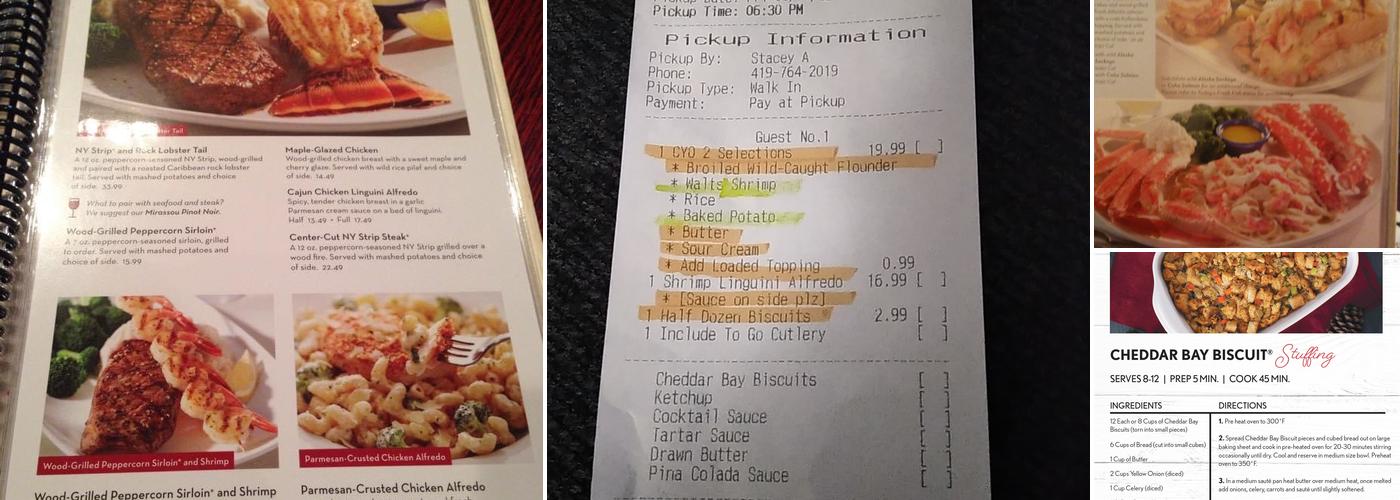 NY Strip* and Rock Lobster Tail
A 12 oz. peppercorn-seasoned NY Strip, wood-grilled
and paired with a roasted Caribbean rock lobster
tail. Served with mashed potatoes and choice
of side. 33.99
What to pair with seafood and steak?
We suggest our Mirassou Pinot Noir.
Wood-Grilled Peppercorn Sirloin*
A 7 oz. peppercorn-seasoned sirloin, grilled
to order. Served with mashed potatoes and
choice of side. 15.99
Maple-Glazed Chicken
Wood-grilled chicken breast with a sweet maple and
cherry glaze. Served with wild rice pilaf and choice
of side. 14.49
Cajun Chicken Linguini Alfredo
Spicy, tender chicken breast in a garlic
Parmesan cream sauce on a bed of linguini.
Half 13.49 • Full 17.49
Center-Cut NY Strip Steak*
A 12 oz. peppercorn-seasoned NY Strip grilled over a
wood fire. Served with mashed potatoes and choice
of side. 22.49
Wood-Grilled Peppercorn Sirloin* and Shrimp
Parmesan-Crusted Chicken Alfredo
Wood-Grilled Peppercorn Sirloin* and Shrimp
Parmesan-Crusted Chicken Alfredo
Pickup Time: 06:30 PM
Pickup Information
Pickup By: Stacey A
Phone: 419-764-2019
Pickup Type: Walk In
Payment: Pay at Pickup
Guest No.1
1 CYO 2 Selections 19.99 [ ]
* Broiled Wild-Caught Flounder
* Walts Shrimp
* Rice
* Baked Potato
* Butter
* Sour Cream
* Add Loaded Topping 0.99
1 Shrimp Linguini Alfredo 16.99 [ ]
* [Sauce on side plz]
1 Half Dozen Biscuits 2.99 [ ]
1 Include To Go Cutlery [ ]
Cheddar Bay Biscuits [ ]
Ketchup [ ]
Cocktail Sauce [ ]
Tartar Sauce [ ]
Drawn Butter [ ]
Pina Colada Sauce [ ]
CHEDDAR BAY BISCUIT® Stuffing
SERVES 8-12 | PREP 5 MIN. | COOK 45 MIN.
INGREDIENTS
12 Each or 8 Cups of Cheddar Bay
Biscuits (torn into small pieces)
6 Cups of Bread (cut into small cubes)
1 Cup of Butter
2 Cups Yellow Onion (diced)
1 Cup Celery (diced)
DIRECTIONS
1. Pre heat oven to 300°F
2. Spread Cheddar Bay Biscuit pieces and cubed bread out on large
baking sheet and cook in pre-heated oven for 20-30 minutes stirring
occasionally until dry. Cool and reserve in medium size bowl. Preheat
oven to 350°F.
3. In a medium sauté pan heat butter over medium heat, once melted
add onions, celery, carrots and sauté until slightly softened.